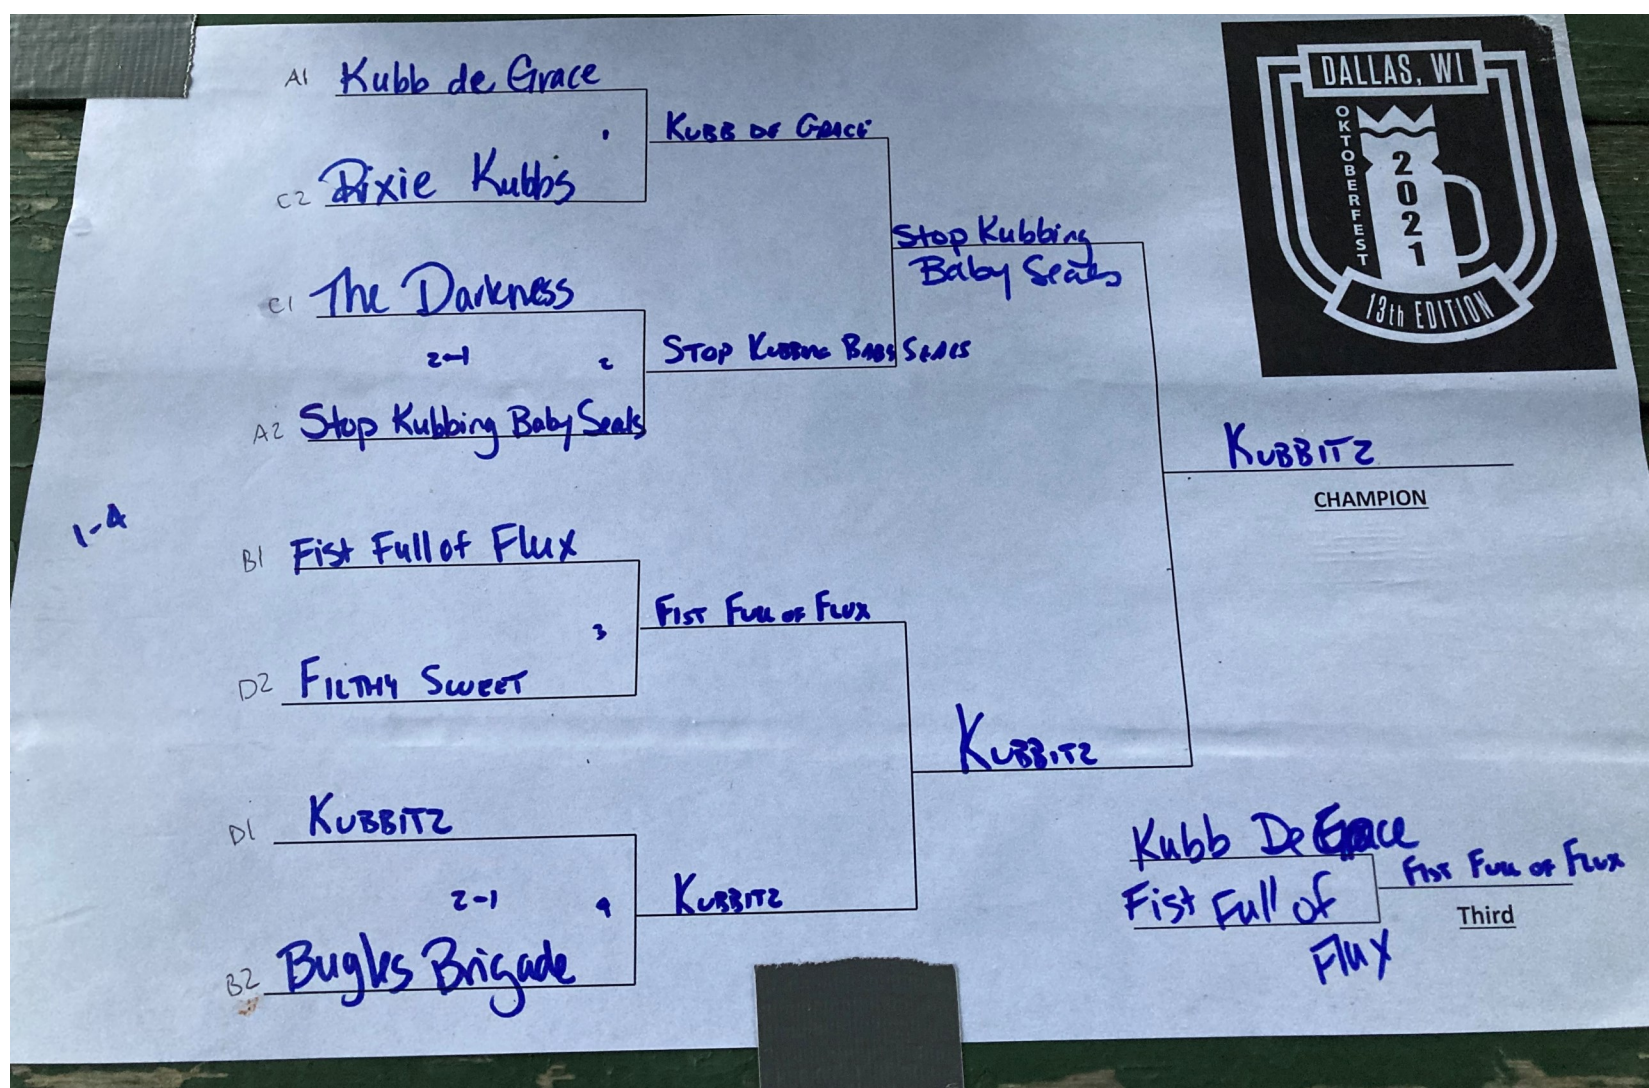 A1 Kubb de Grace
1
C2 Dixie Kubbs
KUBB DE GRACE
C1 The Darkness
2-1 2
A2 Stop Kubbing Baby Seals
STOP KUBBING BABY SEALS
Stop Kubbing
Baby Seals
1-4
B1 Fist Full of Flux
3
D2 FILTHY SWEET
FIST FULL OF FLUX
D1 KUBBITZ
2-1 4
B2 Bugles Brigade
KUBBITZ
KUBBITZ
KUBBITZ
CHAMPION
Kubb De Grace
Fist Full of
Flux
FIST FULL OF FLUX
Third
DALLAS, WI
OKTOBERFEST
2021
13th EDITION